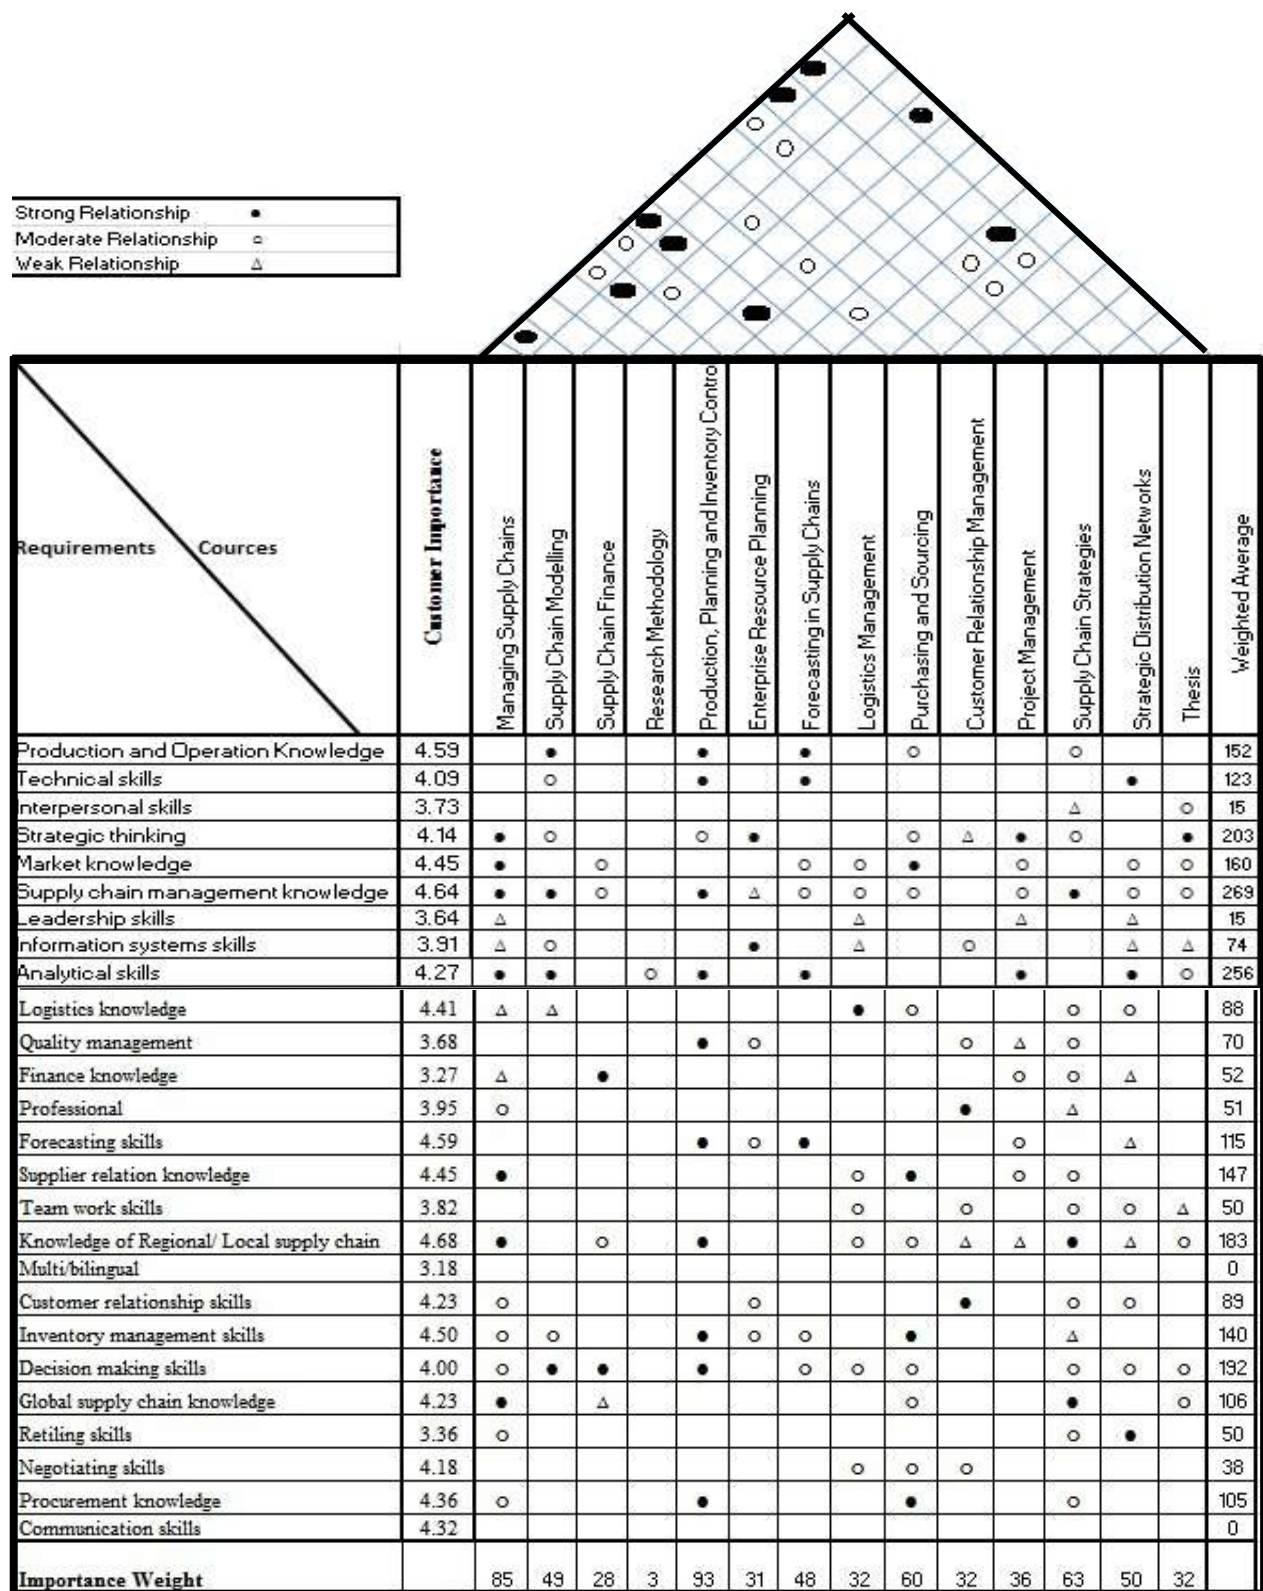 Strong Relationship ●
Moderate Relationship ○
Weak Relationship △
Requirements Cources
Customer Importance
Managing Supply Chains
Supply Chain Modelling
Supply Chain Finance
Research Methodology
Production, Planning and Inventory Contro
Enterprise Resource Planning
Forecasting in Supply Chains
Logistics Management
Purchasing and Sourcing
Customer Relationship Management
Project Management
Supply Chain Strategies
Strategic Distribution Networks
Thesis
Weighted Average
Production and Operation Knowledge 4.59 ● ● ● ○ ○ 152
Technical skills 4.09 ○ ● ● ● 123
Interpersonal skills 3.73 △ ○ 15
Strategic thinking 4.14 ● ○ ○ ● ○ △ ● ○ ● 203
Market knowledge 4.45 ● ○ ○ ○ ● ○ ○ ○ 160
Supply chain management knowledge 4.64 ● ● ○ ● △ ○ ○ ○ ○ ● ○ ○ 269
Leadership skills 3.64 △ △ △ △ 15
Information systems skills 3.91 △ ○ ● △ ○ △ △ 74
Analytical skills 4.27 ● ● ○ ● ● ● ● ○ 256
Logistics knowledge 4.41 △ △ ● ○ ○ ○ 88
Quality management 3.68 ● ○ ○ △ ○ 70
Finance knowledge 3.27 △ ● ○ ○ △ 52
Professional 3.95 ○ ● △ 51
Forecasting skills 4.59 ● ○ ● ○ △ 115
Supplier relation knowledge 4.45 ● ○ ● ○ ○ 147
Team work skills 3.82 ○ ○ ○ ○ △ 50
Knowledge of Regional/ Local supply chain 4.68 ● ○ ● ○ ○ △ △ ● △ ○ 183
Multi/bilingual 3.18 0
Customer relationship skills 4.23 ○ ○ ● ○ ○ 89
Inventory management skills 4.50 ○ ○ ● ○ ○ ● △ 140
Decision making skills 4.00 ○ ● ● ● ○ ○ ○ ○ ○ ○ 192
Global supply chain knowledge 4.23 ● △ ○ ● ○ 106
Retiling skills 3.36 ○ ○ ● 50
Negotiating skills 4.18 ○ ○ ○ 38
Procurement knowledge 4.36 ○ ● ● ○ 105
Communication skills 4.32 0
Importance Weight 85 49 28 3 93 31 48 32 60 32 36 63 50 32